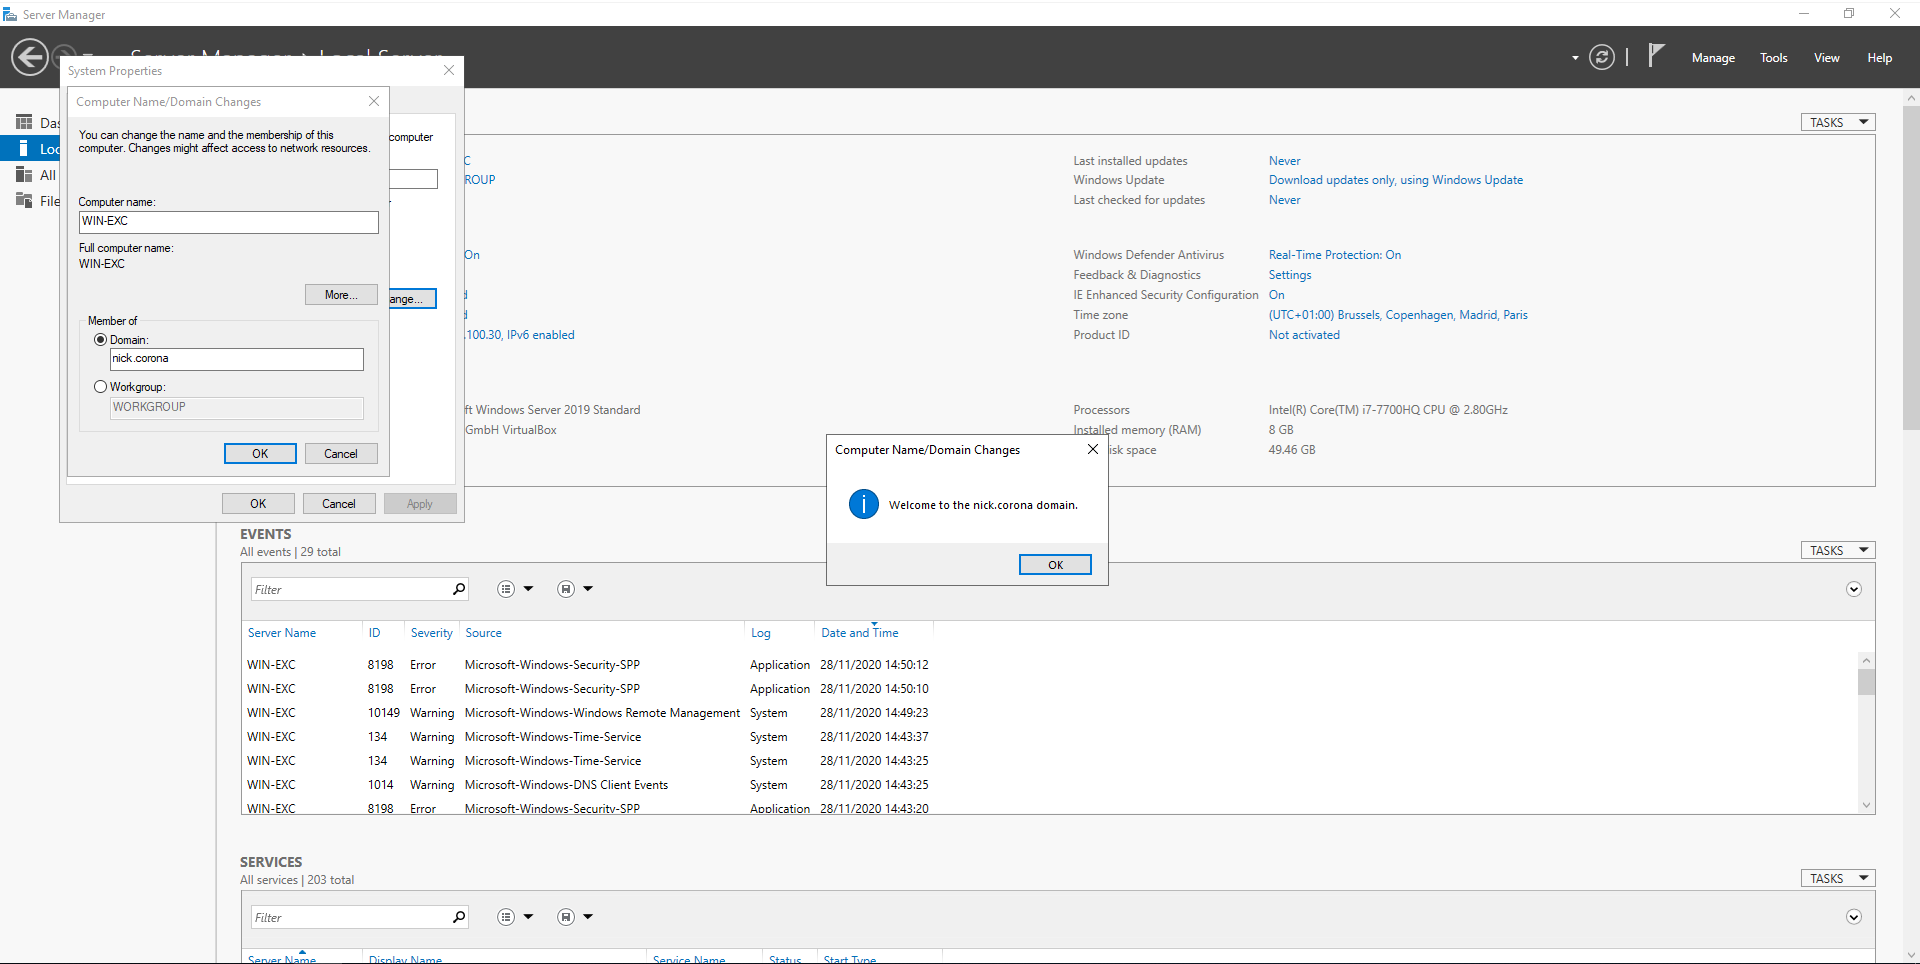 Server Manager
Manage
Tools
View
Help
System Properties
Computer Name/Domain Changes
You can change the name and the membership of this
computer. Changes might affect access to network resources.
computer
Computer name:
WIN-EXC
Full computer name:
WIN-EXC
More...
ange...
Member of
Domain:
nick.corona
Workgroup:
WORKGROUP
OK
Cancel
OK
Cancel
Apply
Das
Loc
All
File
TASKS
C
ROUP
On
d
d
.100.30, IPv6 enabled
ft Windows Server 2019 Standard
GmbH VirtualBox
Last installed updates Never
Windows Update Download updates only, using Windows Update
Last checked for updates Never
Windows Defender Antivirus Real-Time Protection: On
Feedback & Diagnostics Settings
IE Enhanced Security Configuration On
Time zone (UTC+01:00) Brussels, Copenhagen, Madrid, Paris
Product ID Not activated
Processors Intel(R) Core(TM) i7-7700HQ CPU @ 2.80GHz
Installed memory (RAM) 8 GB
isk space 49.46 GB
Computer Name/Domain Changes
Welcome to the nick.corona domain.
OK
EVENTS
All events | 29 total
TASKS
Filter
Server Name ID Severity Source Log Date and Time
WIN-EXC 8198 Error Microsoft-Windows-Security-SPP Application 28/11/2020 14:50:12
WIN-EXC 8198 Error Microsoft-Windows-Security-SPP Application 28/11/2020 14:50:10
WIN-EXC 10149 Warning Microsoft-Windows-Windows Remote Management System 28/11/2020 14:49:23
WIN-EXC 134 Warning Microsoft-Windows-Time-Service System 28/11/2020 14:43:37
WIN-EXC 134 Warning Microsoft-Windows-Time-Service System 28/11/2020 14:43:25
WIN-EXC 1014 Warning Microsoft-Windows-DNS Client Events System 28/11/2020 14:43:25
WIN-EXC 8198 Error Microsoft-Windows-Security-SPP Application 28/11/2020 14:43:20
SERVICES
All services | 203 total
TASKS
Filter
Server Name Display Name Service Name Status Start Type